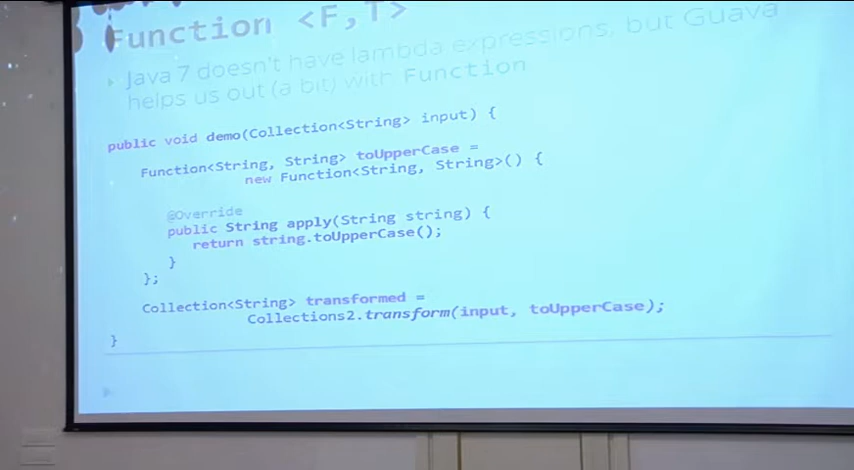 Function <F,T>
Java 7 doesn't have lambda expressions, but Guava
helps us out (a bit) with Function
public void demo(Collection<String> input) {
Function<String, String> toUpperCase =
new Function<String, String>() {
@Override
public String apply(String string) {
return string.toUpperCase();
}
};
Collection<String> transformed =
Collections2.transform(input, toUpperCase);
}